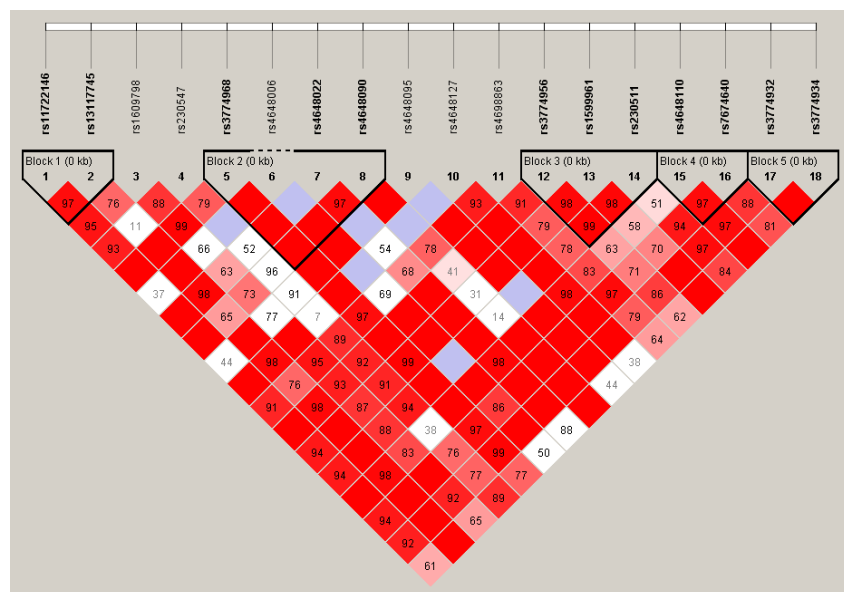 rs11722146
rs13117745
rs1609798
rs230547
rs3774968
rs4648006
rs4648022
rs4648090
rs4648095
rs4648127
rs4698863
rs3774956
rs1599961
rs230511
rs4648110
rs7674640
rs3774932
rs3774934
Block 1 (0 kb) Block 2 (0 kb) Block 3 (0 kb) Block 4 (0 kb) Block 5 (0 kb)
1 2 3 4 5 6 7 8 9 10 11 12 13 14 15 16 17 18
97 76 88 79 97 93 91 98 98 51 97 88
95 11 99 79 99 58 94 97 81
93 66 52 54 78 78 63 70 97
63 96 68 41 83 71 84
37 98 73 91 69 31 98 97 86
65 77 7 97 14 79 62
89 64
44 98 95 92 99 98 38
76 93 91 44
91 98 87 94 86
88 38 97 88
94 83 76 99 50
94 98 77 77
92 89
94 65
92
61